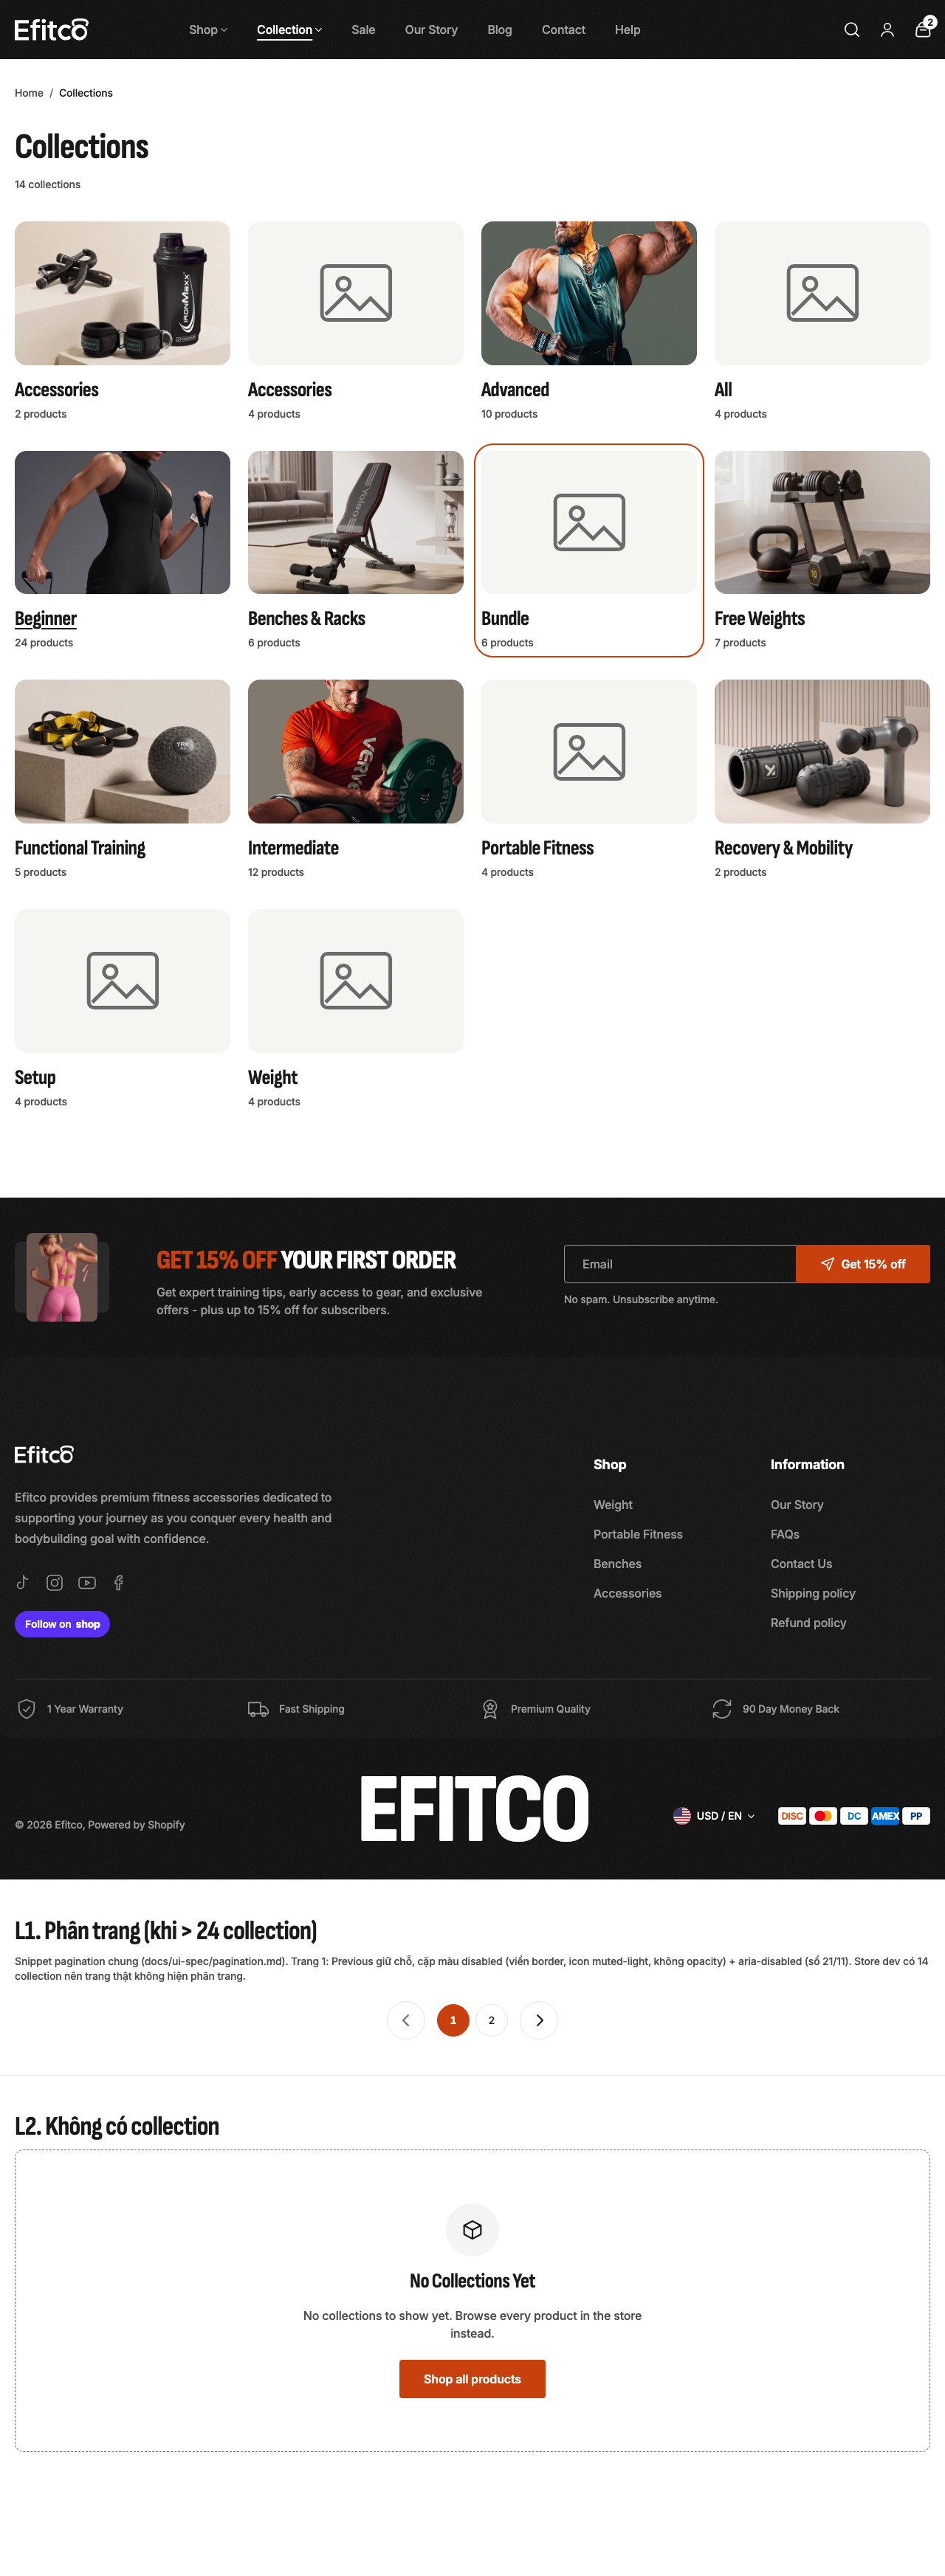 Efitco
Shop
Collection
Sale
Our Story
Blog
Contact
Help
2
Home / Collections
Collections
14 collections
IRONMAXX
Accessories
2 products
Accessories
4 products
Advanced
10 products
All
4 products
Beginner
24 products
Benches & Racks
6 products
Bundle
6 products
Free Weights
7 products
TRX
Functional Training
5 products
Intermediate
12 products
Portable Fitness
4 products
Recovery & Mobility
2 products
Setup
4 products
Weight
4 products
GET 15% OFF YOUR FIRST ORDER
Get expert training tips, early access to gear, and exclusive
offers - plus up to 15% off for subscribers.
Email
Get 15% off
No spam. Unsubscribe anytime.
Efitco
Efitco provides premium fitness accessories dedicated to
supporting your journey as you conquer every health and
bodybuilding goal with confidence.
Follow on shop
Shop
Weight
Portable Fitness
Benches
Accessories
Information
Our Story
FAQs
Contact Us
Shipping policy
Refund policy
1 Year Warranty
Fast Shipping
Premium Quality
90 Day Money Back
© 2026 Efitco, Powered by Shopify
EFITCO
USD / EN
DISC
DC
AMEX
PP
L1. Phân trang (khi > 24 collection)
Snippet pagination chung (docs/ui-spec/pagination.md). Trang 1: Previous giữ chỗ, cặp màu disabled (viền border, icon muted-light, không opacity) + aria-disabled (sổ 21/11). Store dev có 14
collection nên trang thật không hiện phân trang.
1
2
L2. Không có collection
No Collections Yet
No collections to show yet. Browse every product in the store
instead.
Shop all products